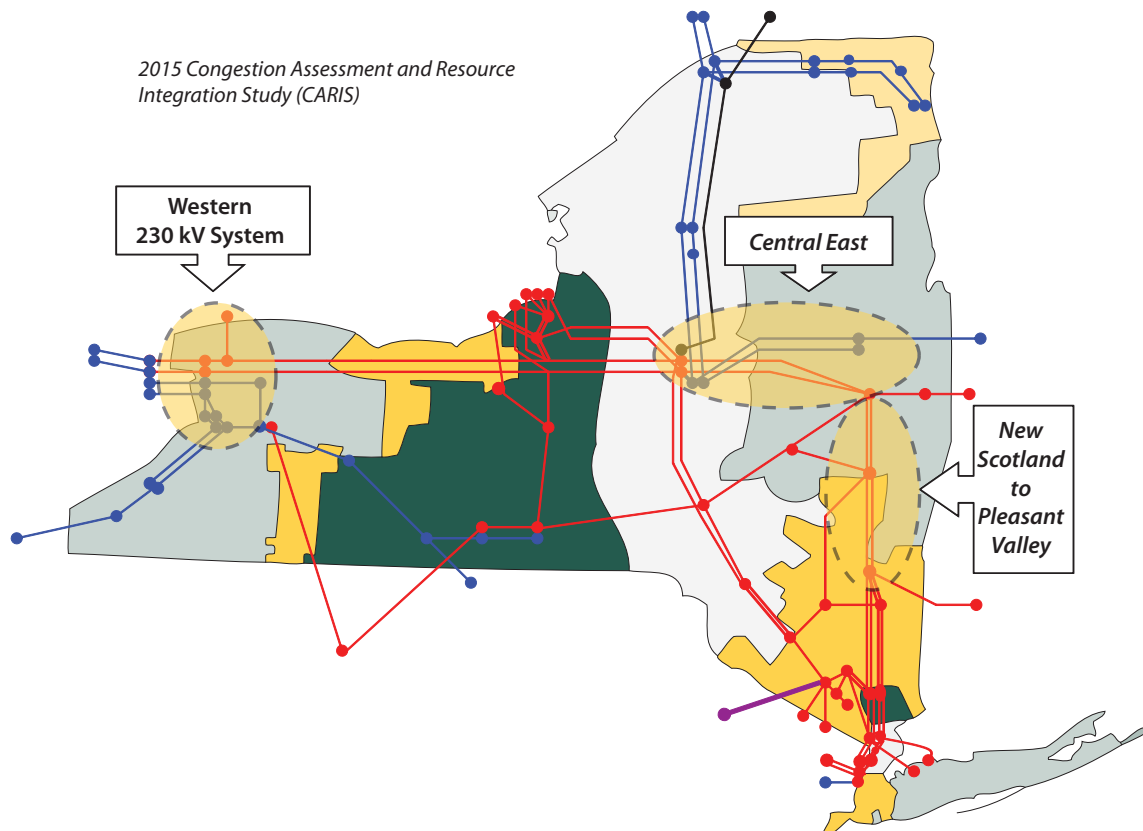 2015 Congestion Assessment and Resource
Integration Study (CARIS)
Western
230 kV System
Central East
New
Scotland
to
Pleasant
Valley